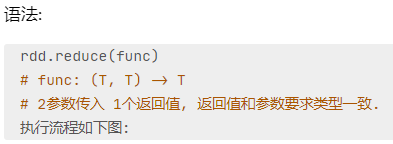 语法:
rdd.reduce(func)
# func: (T, T) -> T
# 2参数传入 1个返回值, 返回值和参数要求类型一致.
执行流程如下图: